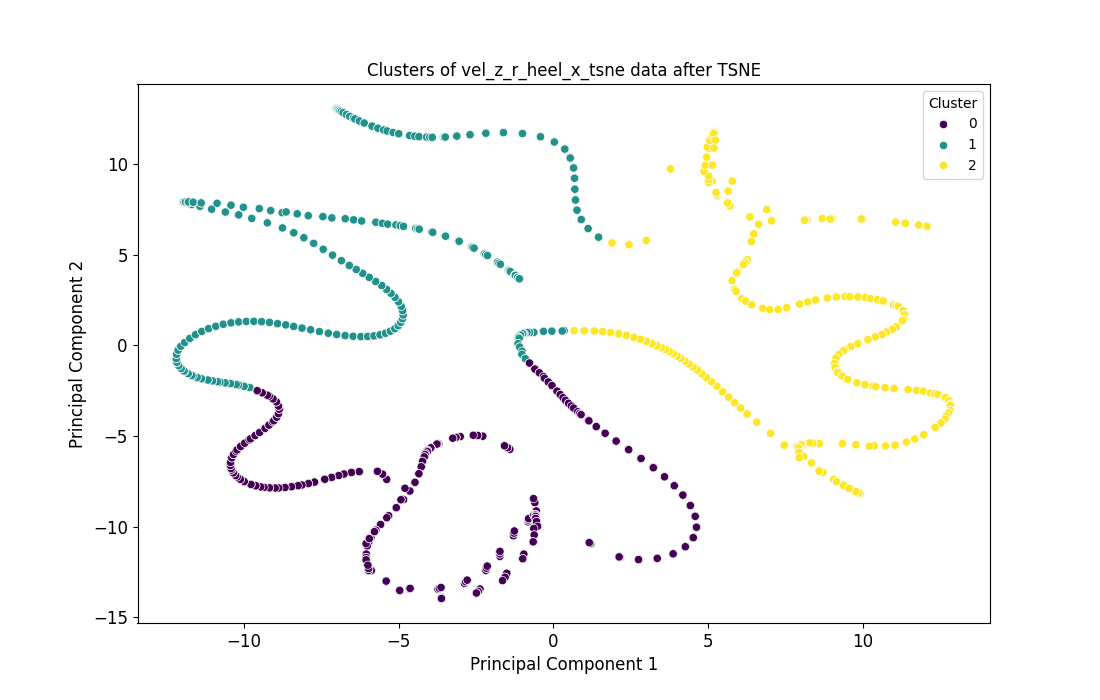 Clusters of vel_z_r_heel_x_tsne data after TSNE
Cluster
0
1
2
10
5
0
−5
−10
−15
Principal Component 2
−10 −5 0 5 10
Principal Component 1